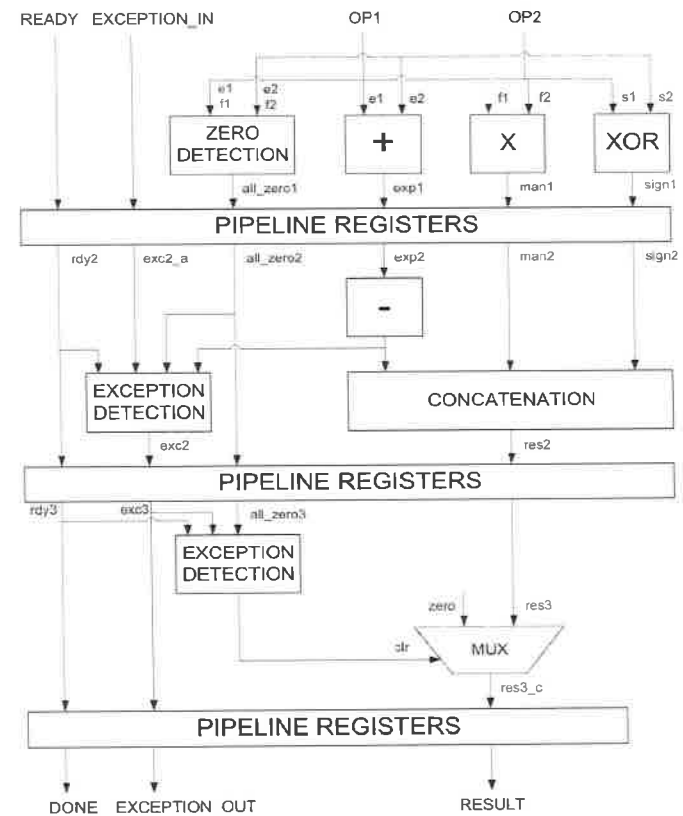 READY EXCEPTION_IN OP1 OP2
e1 e2
f1 f2
e1 e2 f1 f2 s1 s2
ZERO
DETECTION
+ X XOR
all_zero1 exp1 man1 sign1
PIPELINE REGISTERS
rdy2 exc2_a all_zero2 exp2 man2 sign2
-
EXCEPTION
DETECTION
CONCATENATION
exc2 res2
PIPELINE REGISTERS
rdy3 exc3 all_zero3
EXCEPTION
DETECTION
zero res3
clr MUX
res3_c
PIPELINE REGISTERS
DONE EXCEPTION OUT RESULT